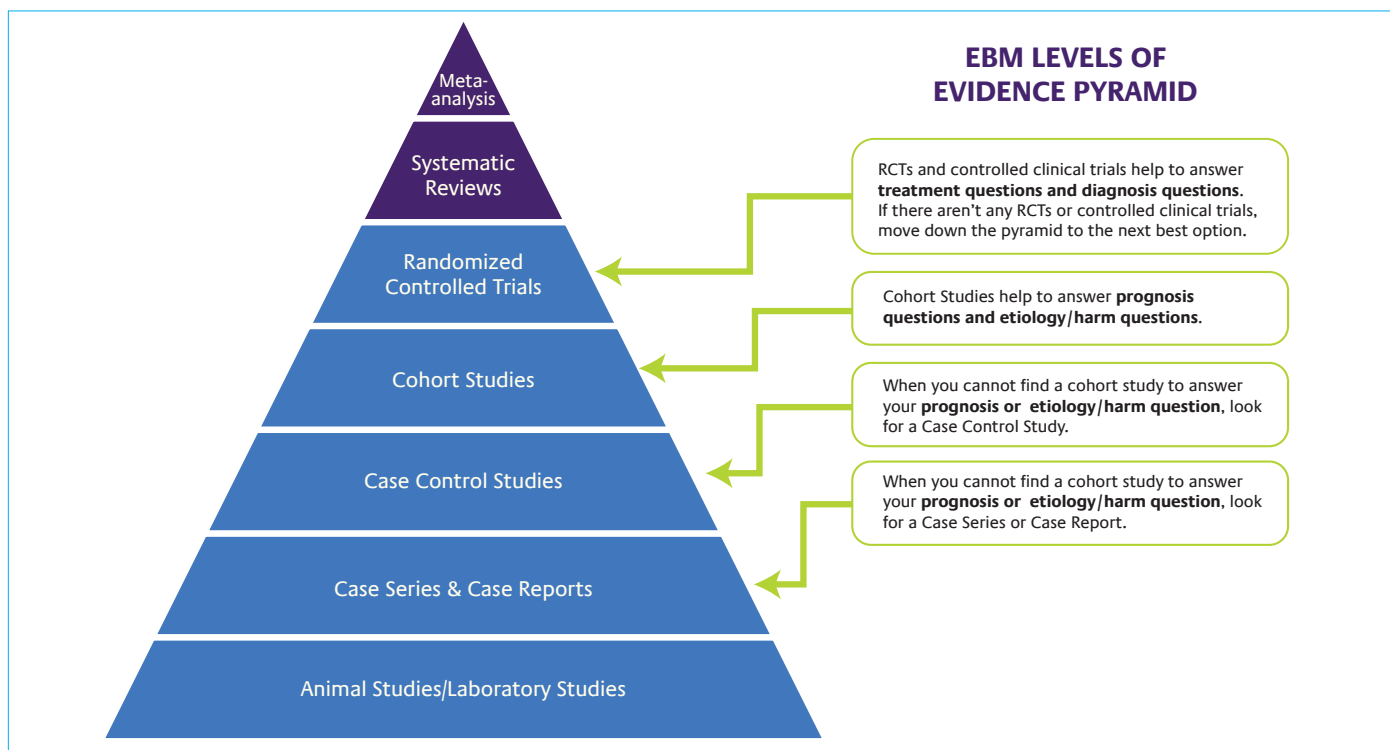 EBM LEVELS OF
EVIDENCE PYRAMID
Meta-
analysis
Systematic
Reviews
Randomized
Controlled Trials
Cohort Studies
Case Control Studies
Case Series & Case Reports
Animal Studies/Laboratory Studies
RCTs and controlled clinical trials help to answer
treatment questions and diagnosis questions.
If there aren’t any RCTs or controlled clinical trials,
move down the pyramid to the next best option.
Cohort Studies help to answer prognosis
questions and etiology/harm questions.
When you cannot find a cohort study to answer
your prognosis or etiology/harm question, look
for a Case Control Study.
When you cannot find a cohort study to answer
your prognosis or etiology/harm question, look
for a Case Series or Case Report.